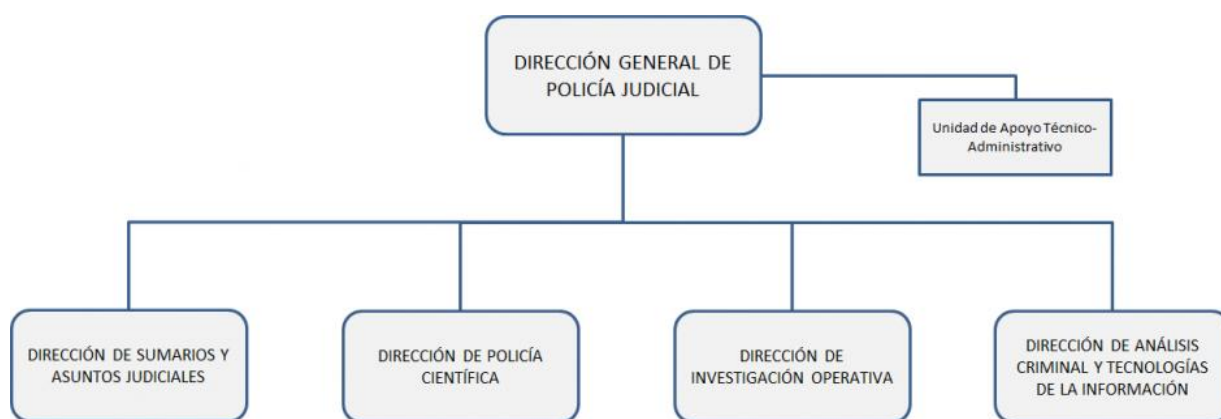 DIRECCIÓN GENERAL DE
POLICÍA JUDICIAL
Unidad de Apoyo Técnico-
Administrativo
DIRECCIÓN DE SUMARIOS Y
ASUNTOS JUDICIALES
DIRECCIÓN DE POLICÍA
CIENTÍFICA
DIRECCIÓN DE
INVESTIGACIÓN OPERATIVA
DIRECCIÓN DE ANÁLISIS
CRIMINAL Y TECNOLOGÍAS
DE LA INFORMACIÓN